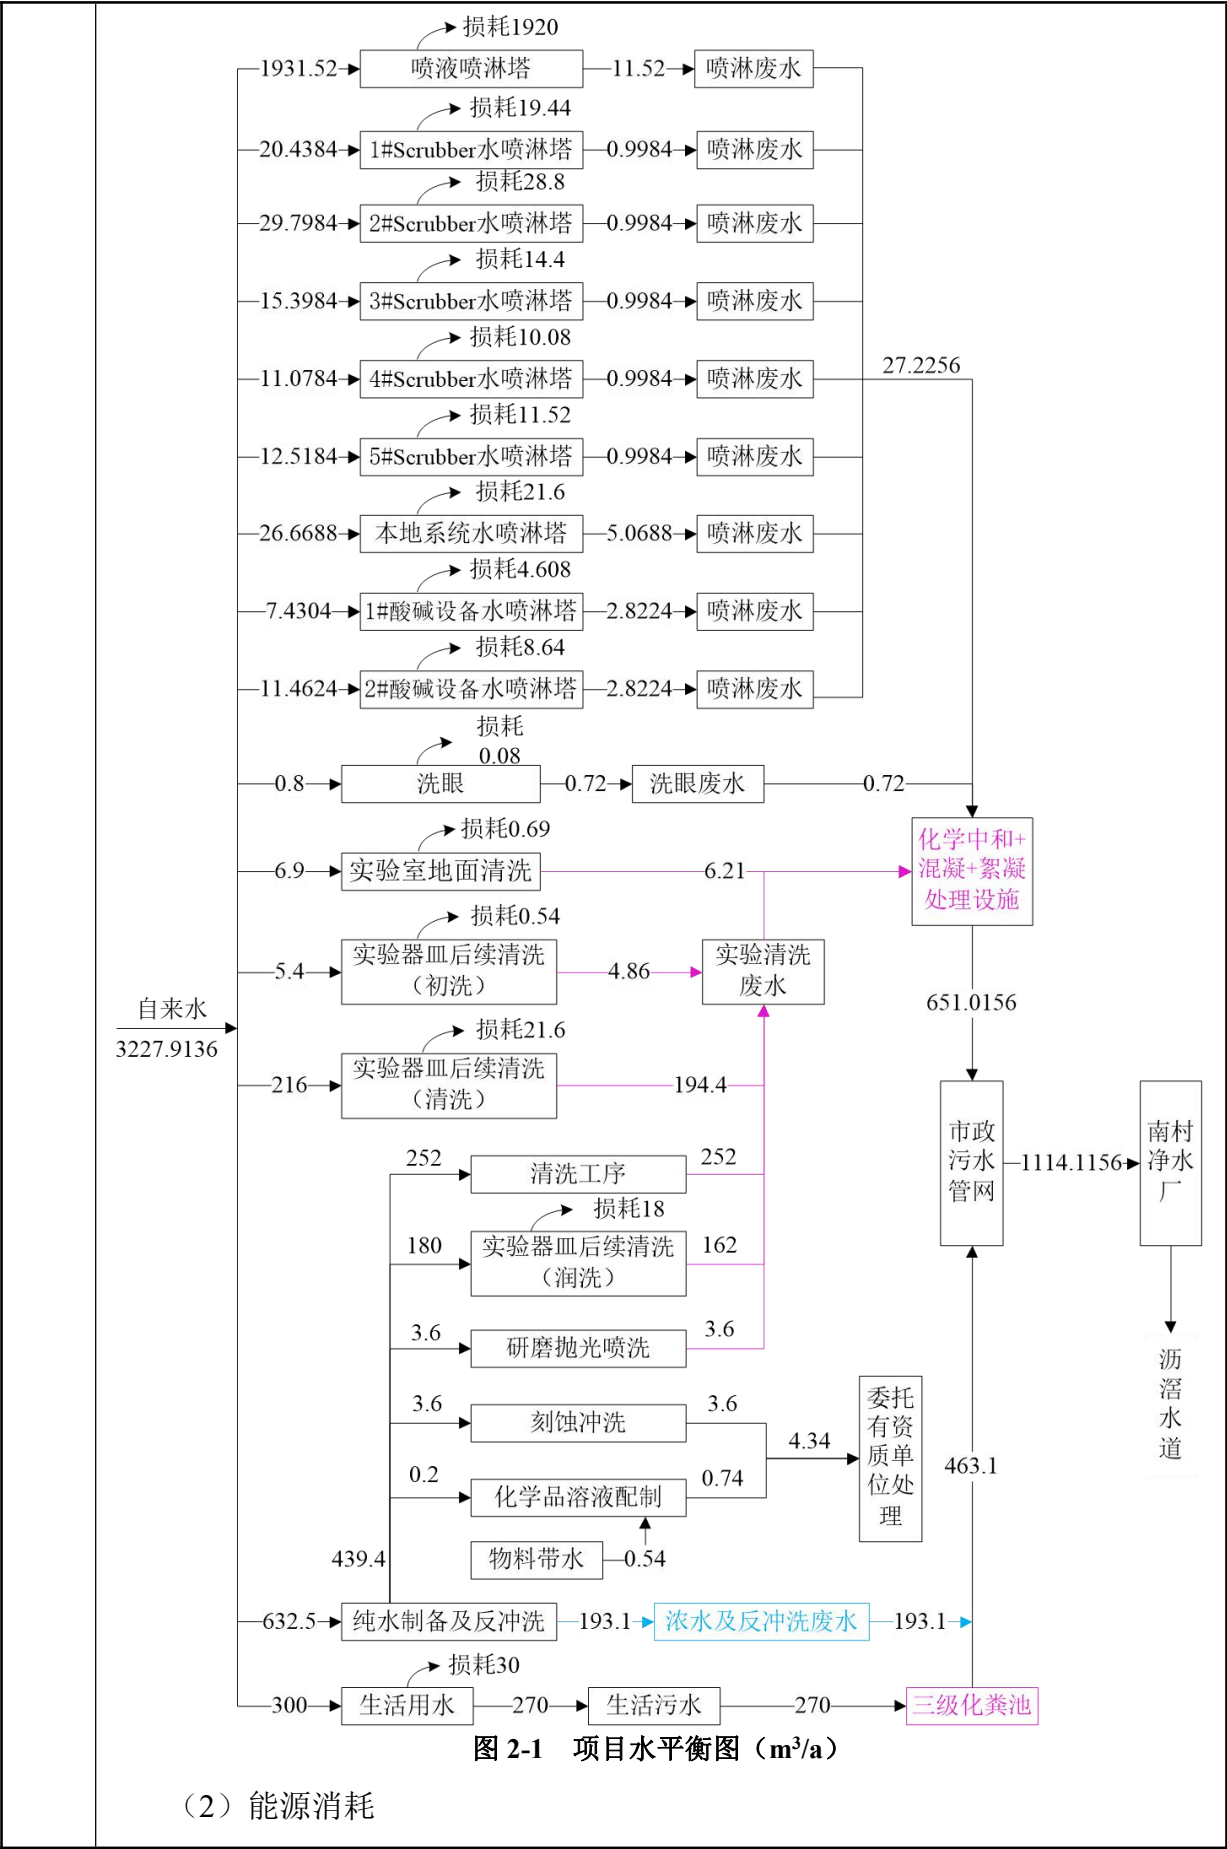 损耗1920
1931.52 喷液喷淋塔 11.52 喷淋废水
损耗19.44
20.4384 1#Scrubber水喷淋塔 0.9984 喷淋废水
损耗28.8
29.7984 2#Scrubber水喷淋塔 0.9984 喷淋废水
损耗14.4
15.3984 3#Scrubber水喷淋塔 0.9984 喷淋废水
损耗10.08
11.0784 4#Scrubber水喷淋塔 0.9984 喷淋废水
27.2256
损耗11.52
12.5184 5#Scrubber水喷淋塔 0.9984 喷淋废水
损耗21.6
26.6688 本地系统水喷淋塔 5.0688 喷淋废水
损耗4.608
7.4304 1#酸碱设备水喷淋塔 2.8224 喷淋废水
损耗8.64
11.4624 2#酸碱设备水喷淋塔 2.8224 喷淋废水
损耗
0.08
0.8 洗眼 0.72 洗眼废水 0.72
化学中和+
混凝+絮凝
处理设施
损耗0.69
6.9 实验室地面清洗 6.21
损耗0.54
5.4 实验器皿后续清洗
（初洗） 4.86
实验清洗
废水
自来水
3227.9136
651.0156
损耗21.6
216 实验器皿后续清洗
（清洗） 194.4
市政
污水
管网
1114.1156
南村
净水
厂
252 清洗工序 252
损耗18
180 实验器皿后续清洗
（润洗） 162
3.6 研磨抛光喷洗 3.6
沥
滘
水
道
3.6 刻蚀冲洗 3.6
4.34
委托
有资
质单
位处
理
463.1
0.2 化学品溶液配制 0.74
物料带水 0.54
439.4
632.5 纯水制备及反冲洗 193.1 浓水及反冲洗废水 193.1
损耗30
300 生活用水 270 生活污水 270 三级化粪池
图 2-1 项目水平衡图（m³/a）
（2）能源消耗